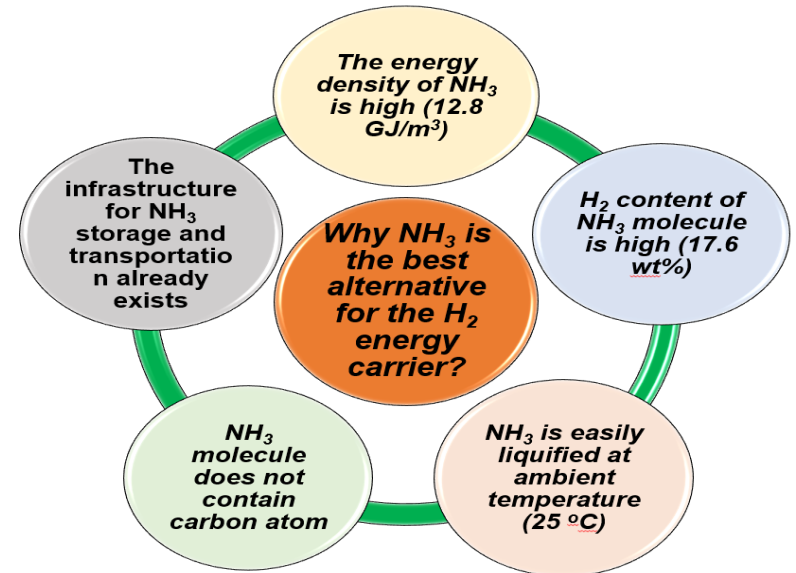 The energy
density of NH₃
is high (12.8
GJ/m³)
H₂ content of
NH₃ molecule
is high (17.6
wt%)
NH₃ is easily
liquified at
ambient
temperature
(25 ºC)
NH₃
molecule
does not
contain
carbon atom
The
infrastructure
for NH₃
storage and
transportatio
n already
exists
Why NH₃ is
the best
alternative
for the H₂
energy
carrier?